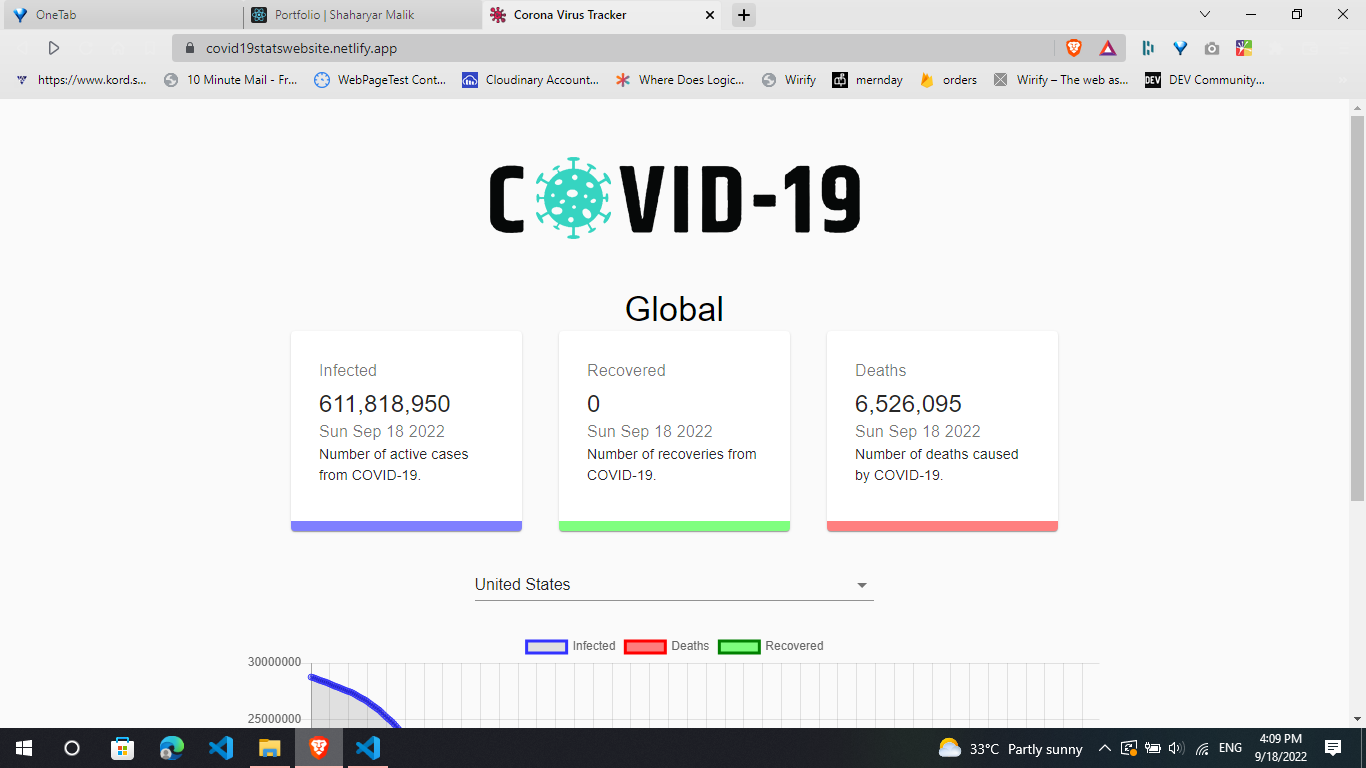 OneTab
Portfolio | Shaharyar Malik
Corona Virus Tracker
covid19statswebsite.netlify.app
https://www.kord.s...
10 Minute Mail - Fr...
WebPageTest Cont...
Cloudinary Account...
Where Does Logic...
Wirify
mernday
orders
Wirify – The web as...
DEV
DEV Community...
COVID-19
Global
Infected
611,818,950
Sun Sep 18 2022
Number of active cases
from COVID-19.
Recovered
0
Sun Sep 18 2022
Number of recoveries from
COVID-19.
Deaths
6,526,095
Sun Sep 18 2022
Number of deaths caused
by COVID-19.
United States
Infected
Deaths
Recovered
30000000
25000000
33°C Partly sunny
ENG
4:09 PM
9/18/2022